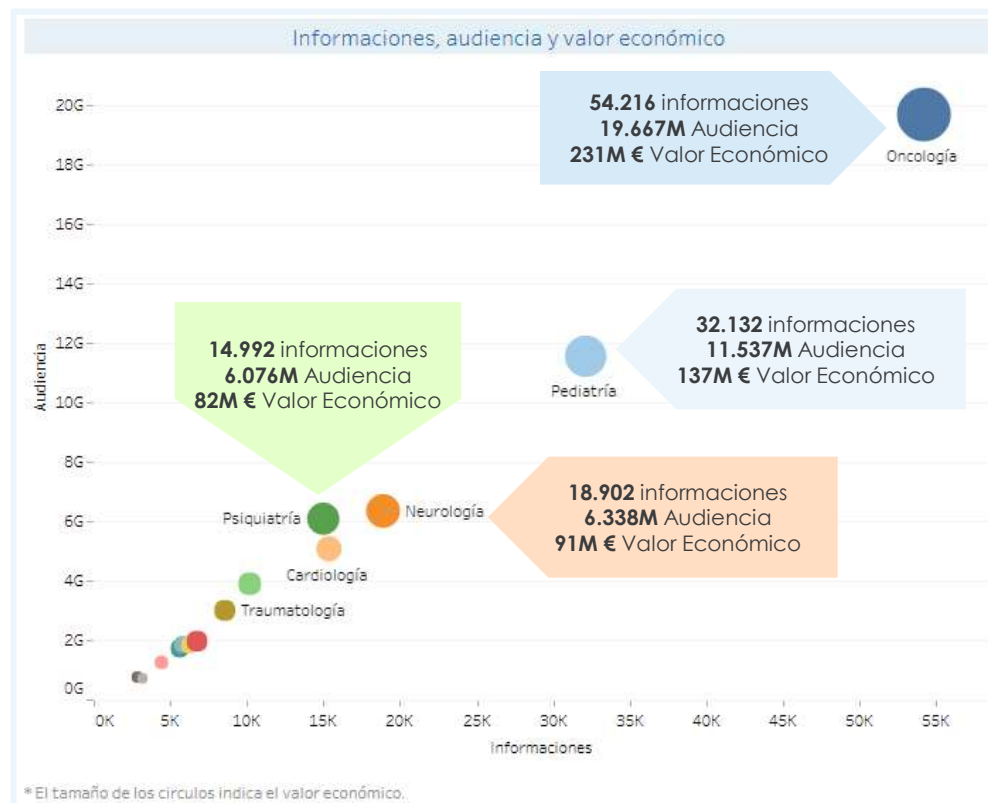 Informaciones, audiencia y valor económico
54.216 informaciones
19.667M Audiencia
231M € Valor Económico
Oncología
32.132 informaciones
11.537M Audiencia
137M € Valor Económico
Pediatría
14.992 informaciones
6.076M Audiencia
82M € Valor Económico
18.902 informaciones
6.338M Audiencia
91M € Valor Económico
Psiquiatría
Neurología
Cardiología
Traumatología
Audiencia
20G
18G
16G
14G
12G
10G
8G
6G
4G
2G
0G
0K 5K 10K 15K 20K 25K 30K 35K 40K 45K 50K 55K
Informaciones
* El tamaño de los circulos indica el valor económico.